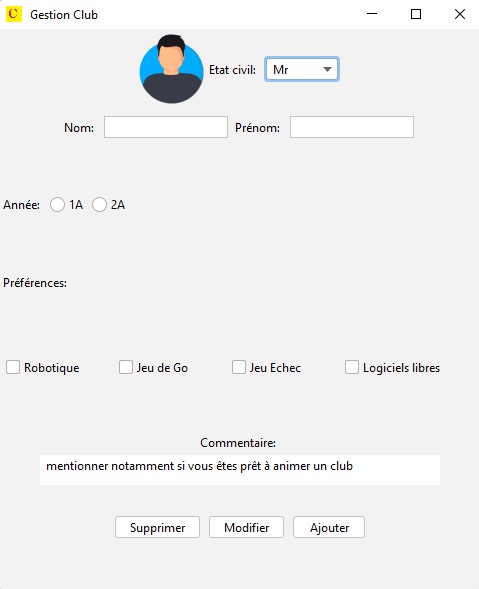 C Gestion Club
Etat civil: Mr
Nom: Prénom:
Année: 1A 2A
Préférences:
Robotique Jeu de Go Jeu Echec Logiciels libres
Commentaire:
mentionner notamment si vous êtes prêt à animer un club
Supprimer Modifier Ajouter